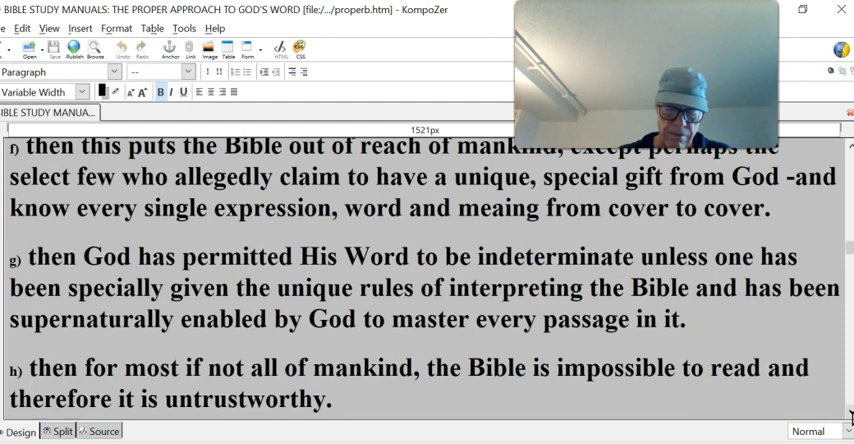 BIBLE STUDY MANUALS: THE PROPER APPROACH TO GOD'S WORD [file:/.../properb.htm] - KompoZer
Edit View Insert Format Table Tools Help
Open Save Publish Browse Undo Redo Anchor Link Image Table Form HTML CSS
Paragraph --
Variable Width B I U
IBLE STUDY MANUA...
1521px
f) then this puts the Bible out of reach of mankind, except perhaps the
select few who allegedly claim to have a unique, special gift from God -and
know every single expression, word and meaing from cover to cover.
g) then God has permitted His Word to be indeterminate unless one has
been specially given the unique rules of interpreting the Bible and has been
supernaturally enabled by God to master every passage in it.
h) then for most if not all of mankind, the Bible is impossible to read and
therefore it is untrustworthy.
Design Split Source Normal